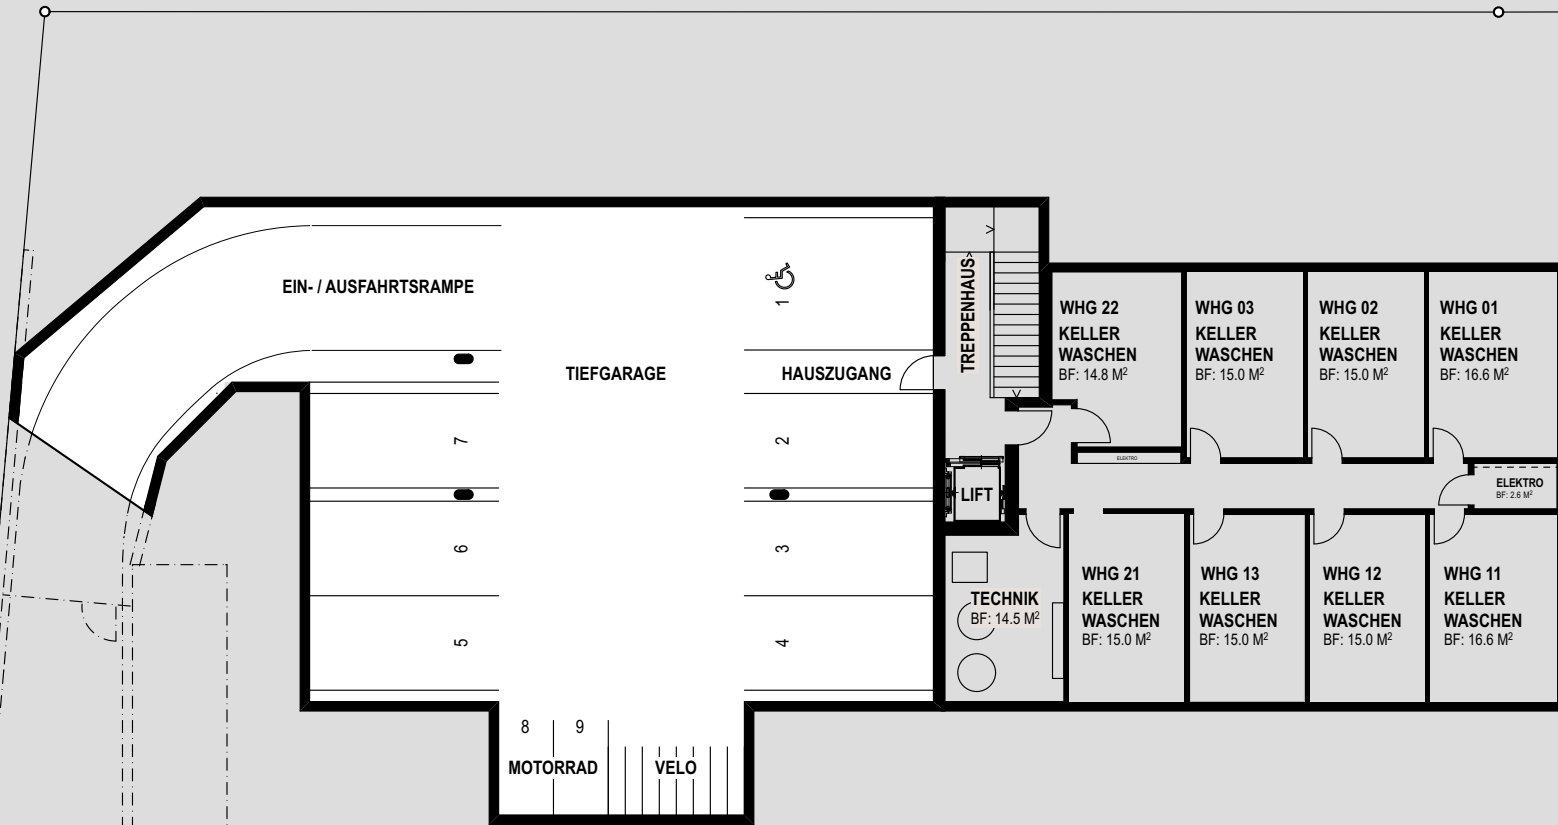 EIN- / AUSFAHRTSRAMPE
TIEFGARAGE
1
HAUSZUGANG
7
2
6
3
5
4
8
9
MOTORRAD
VELO
TREPPENHAUS
LIFT
TECHNIK
BF: 14.5 M²
WHG 22
KELLER
WASCHEN
BF: 14.8 M²
WHG 03
KELLER
WASCHEN
BF: 15.0 M²
WHG 02
KELLER
WASCHEN
BF: 15.0 M²
WHG 01
KELLER
WASCHEN
BF: 16.6 M²
ELEKTRO
ELEKTRO
BF: 2.6 M²
WHG 21
KELLER
WASCHEN
BF: 15.0 M²
WHG 13
KELLER
WASCHEN
BF: 15.0 M²
WHG 12
KELLER
WASCHEN
BF: 15.0 M²
WHG 11
KELLER
WASCHEN
BF: 16.6 M²